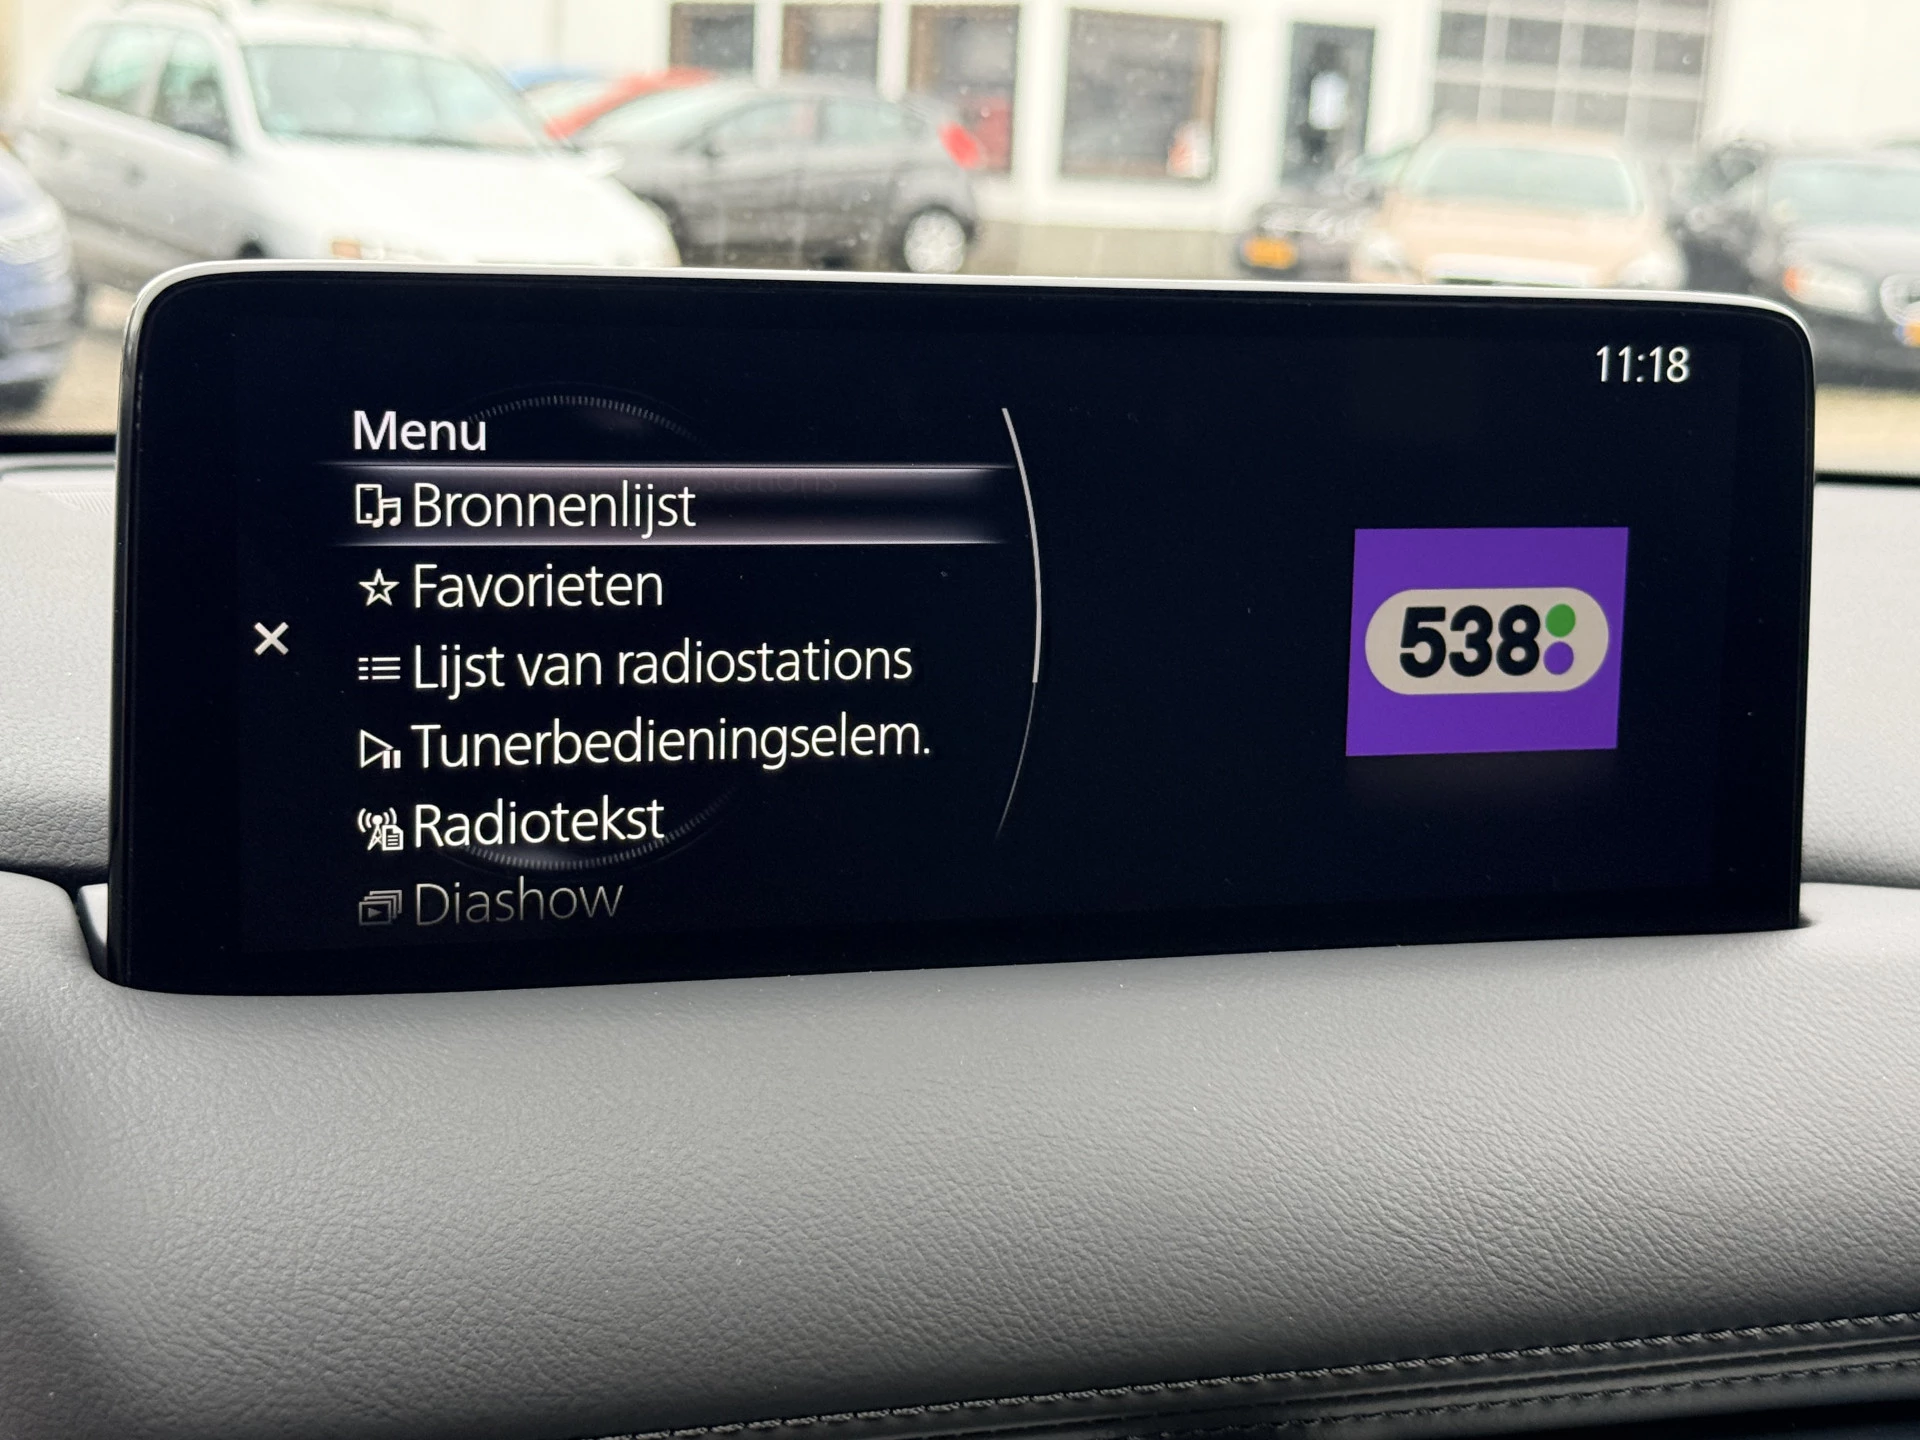 11:18
Menu
Bronnenlijst
Favorieten
Lijst van radiostations
Tunerbedieningselem.
Radiotekst
Diashow
538